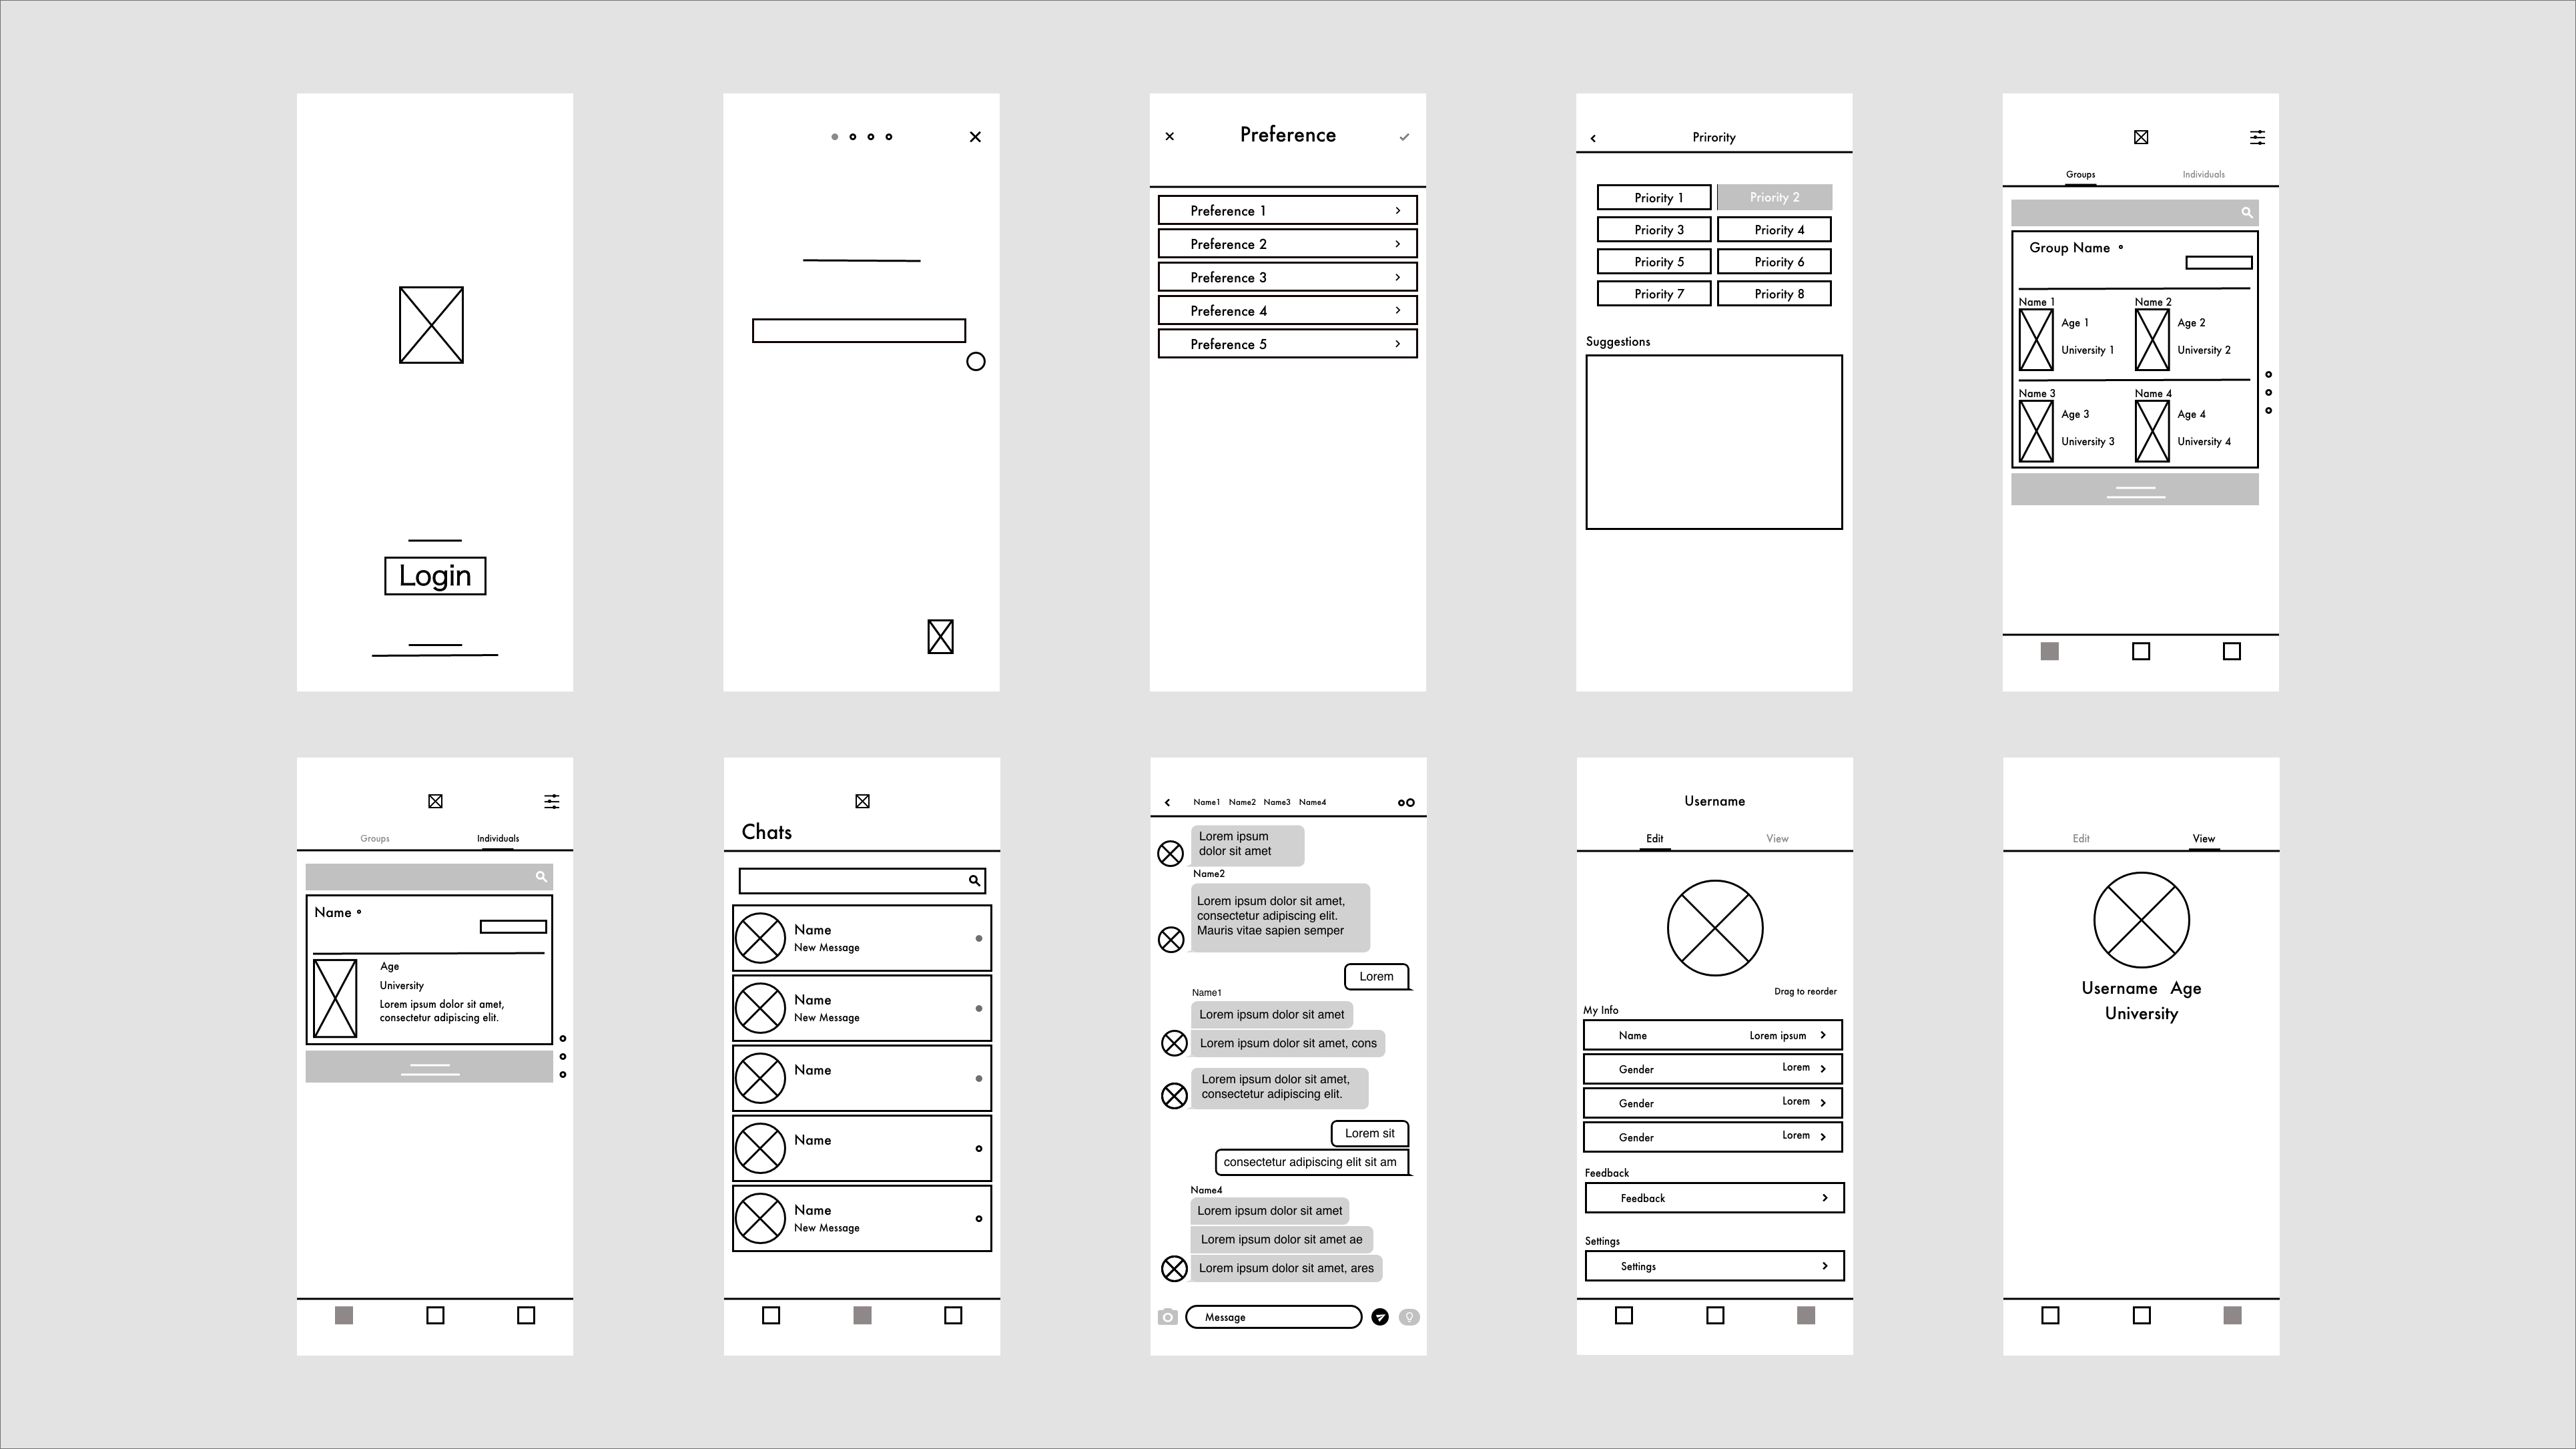 Login
Preference
Preference 1
Preference 2
Preference 3
Preference 4
Preference 5
Prirority
Priority 1 Priority 2
Priority 3 Priority 4
Priority 5 Priority 6
Priority 7 Priority 8
Suggestions
Groups Individuals
Group Name
Name 1 Name 2
Age 1 Age 2
University 1 University 2
Name 3 Name 4
Age 3 Age 4
University 3 University 4
Groups Individuals
Name
Age
University
Lorem ipsum dolor sit amet,
consectetur adipiscing elit.
Chats
Name
New Message
Name
New Message
Name
Name
Name
New Message
Name1 Name2 Name3 Name4
Lorem ipsum
dolor sit amet
Name2
Lorem ipsum dolor sit amet,
consectetur adipiscing elit.
Mauris vitae sapien semper
Lorem
Name1
Lorem ipsum dolor sit amet
Lorem ipsum dolor sit amet, cons
Lorem ipsum dolor sit amet,
consectetur adipiscing elit.
Lorem sit
consectetur adipiscing elit sit am
Name4
Lorem ipsum dolor sit amet
Lorem ipsum dolor sit amet ae
Lorem ipsum dolor sit amet, ares
Message
Username
Edit View
Drag to reorder
My Info
Name Lorem ipsum
Gender Lorem
Gender Lorem
Gender Lorem
Feedback
Feedback
Settings
Settings
Edit View
Username Age
University